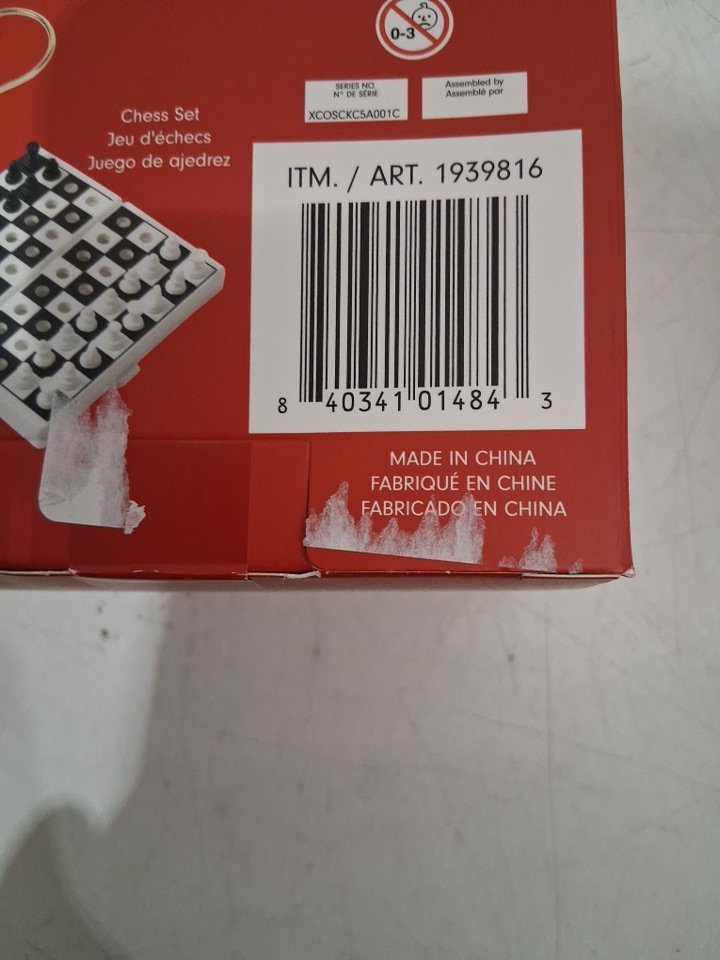 0-3
SERIES NO.
N° DE SÉRIE
XCOSCKC5A001C
Assembled by
Assemblé par
Chess Set
Jeu d'échecs
Juego de ajedrez
ITM. / ART. 1939816
8 40341 01484 3
MADE IN CHINA
FABRIQUÉ EN CHINE
FABRICADO EN CHINA